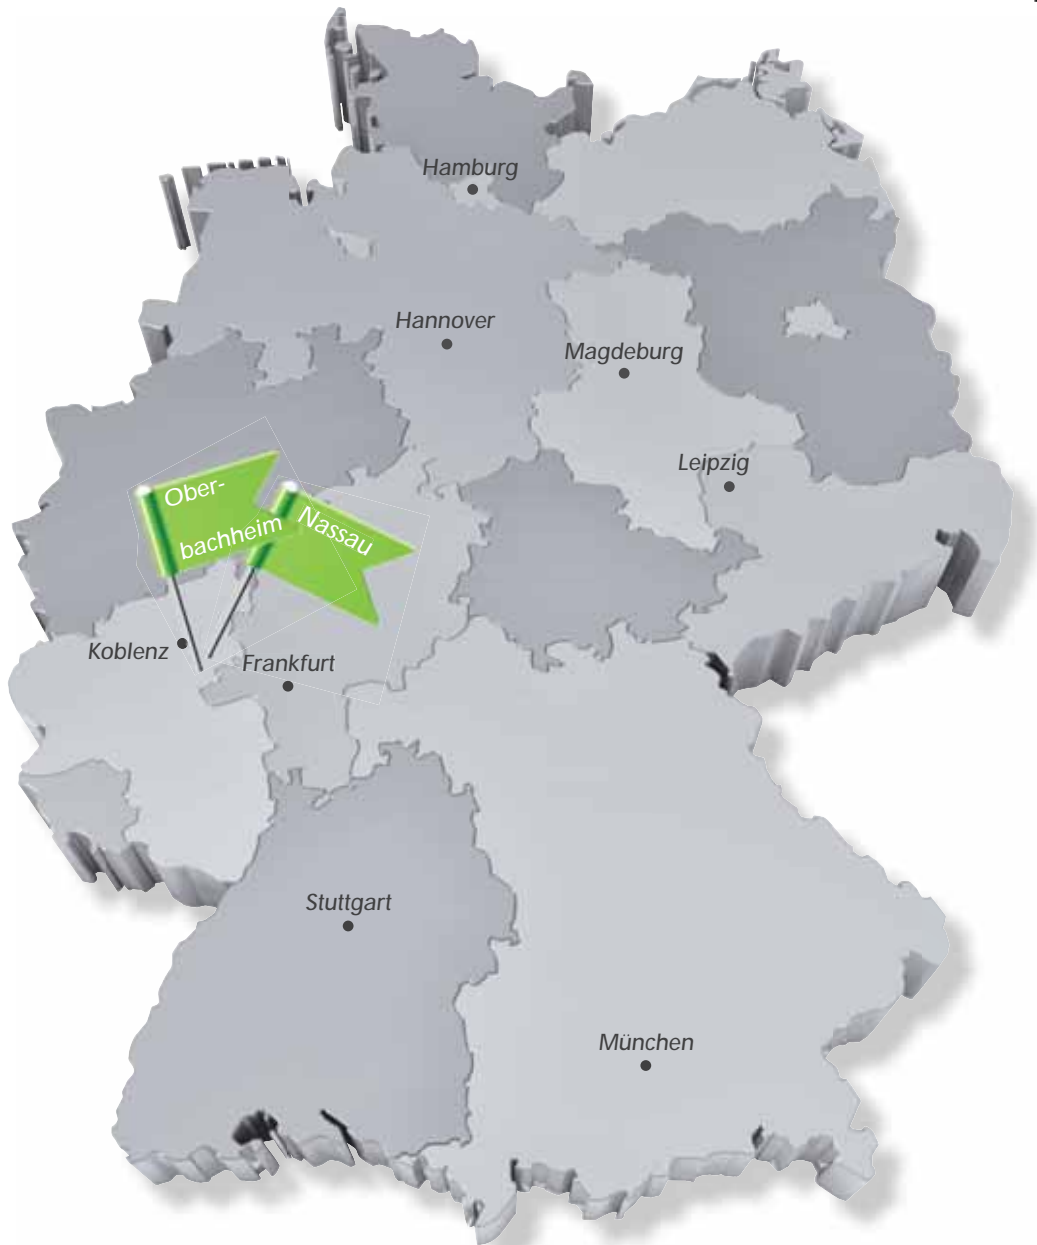 Hamburg
Hannover
Magdeburg
Leipzig
Ober-
bachheim
Nassau
Koblenz
Frankfurt
Stuttgart
München